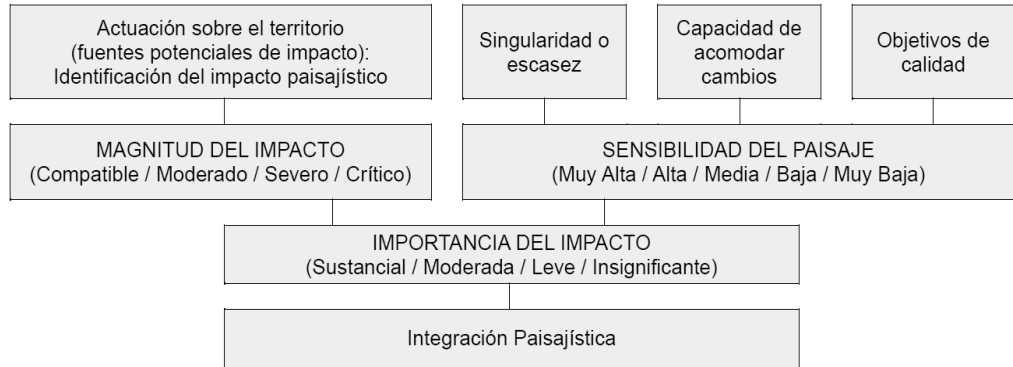 Actuación sobre el territorio
(fuentes potenciales de impacto):
Identificación del impacto paisajístico
Singularidad o
escasez
Capacidad de
acomodar
cambios
Objetivos de
calidad
MAGNITUD DEL IMPACTO
(Compatible / Moderado / Severo / Crítico)
SENSIBILIDAD DEL PAISAJE
(Muy Alta / Alta / Media / Baja / Muy Baja)
IMPORTANCIA DEL IMPACTO
(Sustancial / Moderada / Leve / Insignificante)
Integración Paisajística